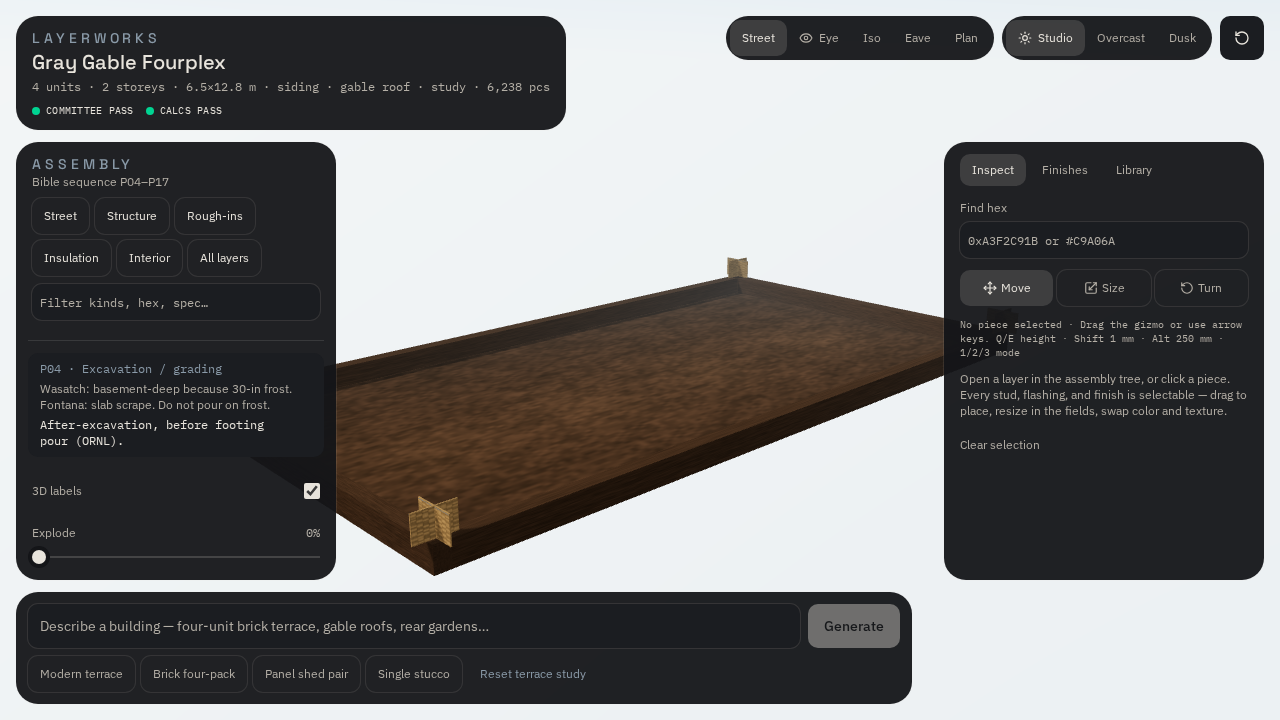 LAYERWORKS
Gray Gable Fourplex
4 units · 2 storeys · 6.5×12.8 m · siding · gable roof · study · 6,238 pcs
COMMITTEE PASS CALCS PASS
Street Eye Iso Eave Plan
Studio Overcast Dusk
ASSEMBLY
Bible sequence P04–P17
Street Structure Rough-ins
Insulation Interior All layers
Filter kinds, hex, spec…
P04 · Excavation / grading
Wasatch: basement-deep because 30-in frost.
Fontana: slab scrape. Do not pour on frost.
After-excavation, before footing
pour (ORNL).
3D labels
Explode 0%
Inspect Finishes Library
Find hex
0xA3F2C91B or #C9A06A
Move Size Turn
No piece selected · Drag the gizmo or use arrow
keys. Q/E height · Shift 1 mm · Alt 250 mm ·
1/2/3 mode
Open a layer in the assembly tree, or click a piece.
Every stud, flashing, and finish is selectable — drag to
place, resize in the fields, swap color and texture.
Clear selection
Describe a building — four-unit brick terrace, gable roofs, rear gardens…
Generate
Modern terrace Brick four-pack Panel shed pair Single stucco Reset terrace study